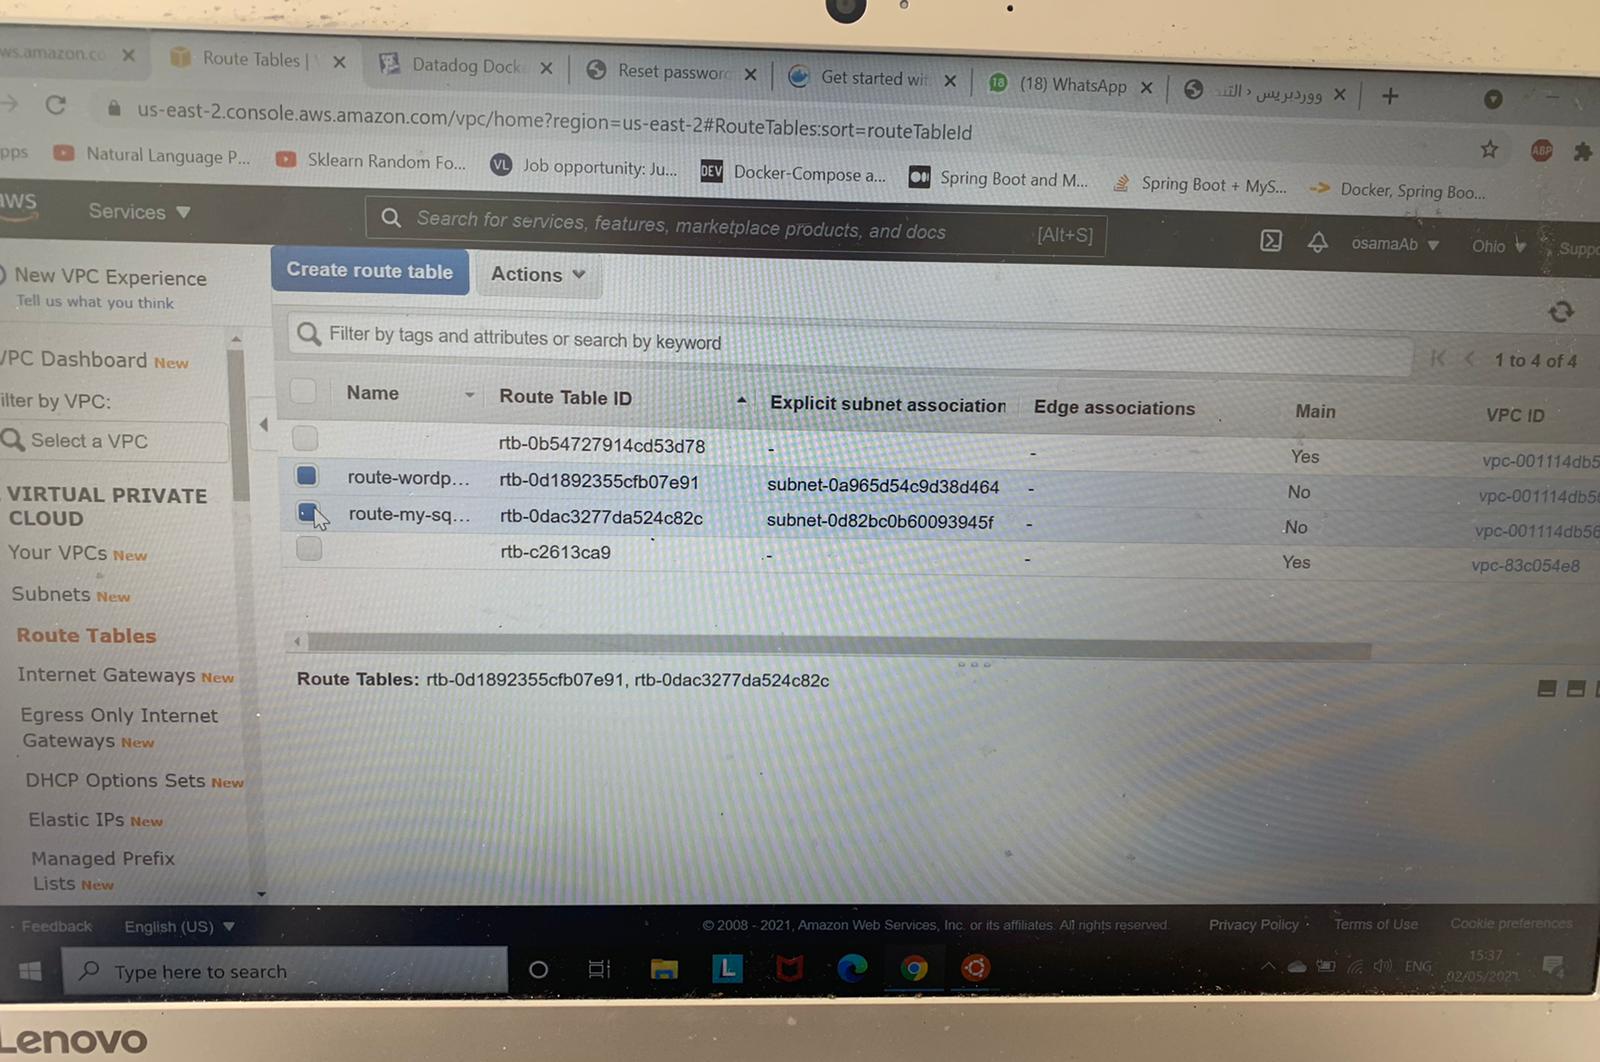 ws.amazon.co
Route Tables |
Datadog Dock
Reset password
Get started wit
(18) WhatsApp
ووردبريس › التند
us-east-2.console.aws.amazon.com/vpc/home?region=us-east-2#RouteTables:sort=routeTableId
ABP
pps
Natural Language P...
Sklearn Random Fo...
VL
Job opportunity: Ju...
DEV
Docker-Compose a...
Spring Boot and M...
Spring Boot + MyS...
Docker, Spring Boo...
aws
Services
Search for services, features, marketplace products, and docs
[Alt+S]
osamaAb
Ohio
Suppo
New VPC Experience
Tell us what you think
Create route table
Actions
Filter by tags and attributes or search by keyword
1 to 4 of 4
VPC Dashboard New
ilter by VPC:
Select a VPC
VIRTUAL PRIVATE
CLOUD
Your VPCs New
Subnets New
Route Tables
Internet Gateways New
Egress Only Internet
Gateways New
DHCP Options Sets New
Elastic IPs New
Managed Prefix
Lists New
Name Route Table ID Explicit subnet association Edge associations Main VPC ID
rtb-0b54727914cd53d78 - - Yes vpc-001114db5
route-wordp... rtb-0d1892355cfb07e91 subnet-0a965d54c9d38d464 - No vpc-001114db56
route-my-sq... rtb-0dac3277da524c82c subnet-0d82bc0b60093945f - No vpc-001114db56
rtb-c2613ca9 - - Yes vpc-83c054e8
Route Tables: rtb-0d1892355cfb07e91, rtb-0dac3277da524c82c
Feedback
English (US)
© 2008 - 2021, Amazon Web Services, Inc. or its affiliates. All rights reserved.
Privacy Policy
Terms of Use
Cookie preferences
Type here to search
L
ENG
15:37
02/05/2021
Lenovo